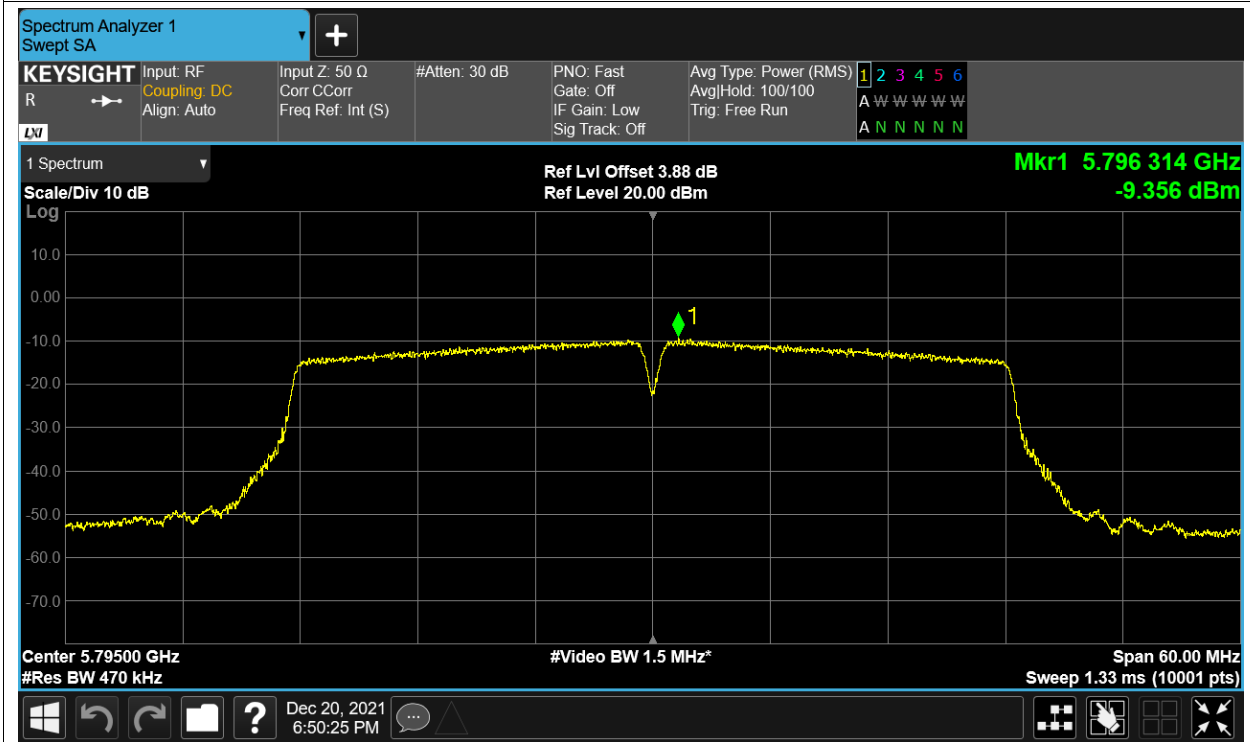 Spectrum Analyzer 1
Swept SA
KEYSIGHT
R
LXI
Input: RF
Coupling: DC
Align: Auto
Input Z: 50 Ω
Corr CCorr
Freq Ref: Int (S)
#Atten: 30 dB
PNO: Fast
Gate: Off
IF Gain: Low
Sig Track: Off
Avg Type: Power (RMS)
Avg|Hold: 100/100
Trig: Free Run
1 2 3 4 5 6
A W W W W W
A N N N N N
1 Spectrum
Scale/Div 10 dB
Log
Ref Lvl Offset 3.88 dB
Ref Level 20.00 dBm
Mkr1 5.796 314 GHz
-9.356 dBm
10.0
0.00
-10.0
-20.0
-30.0
-40.0
-50.0
-60.0
-70.0
1
Center 5.79500 GHz
#Res BW 470 kHz
#Video BW 1.5 MHz*
Span 60.00 MHz
Sweep 1.33 ms (10001 pts)
?
Dec 20, 2021
6:50:25 PM